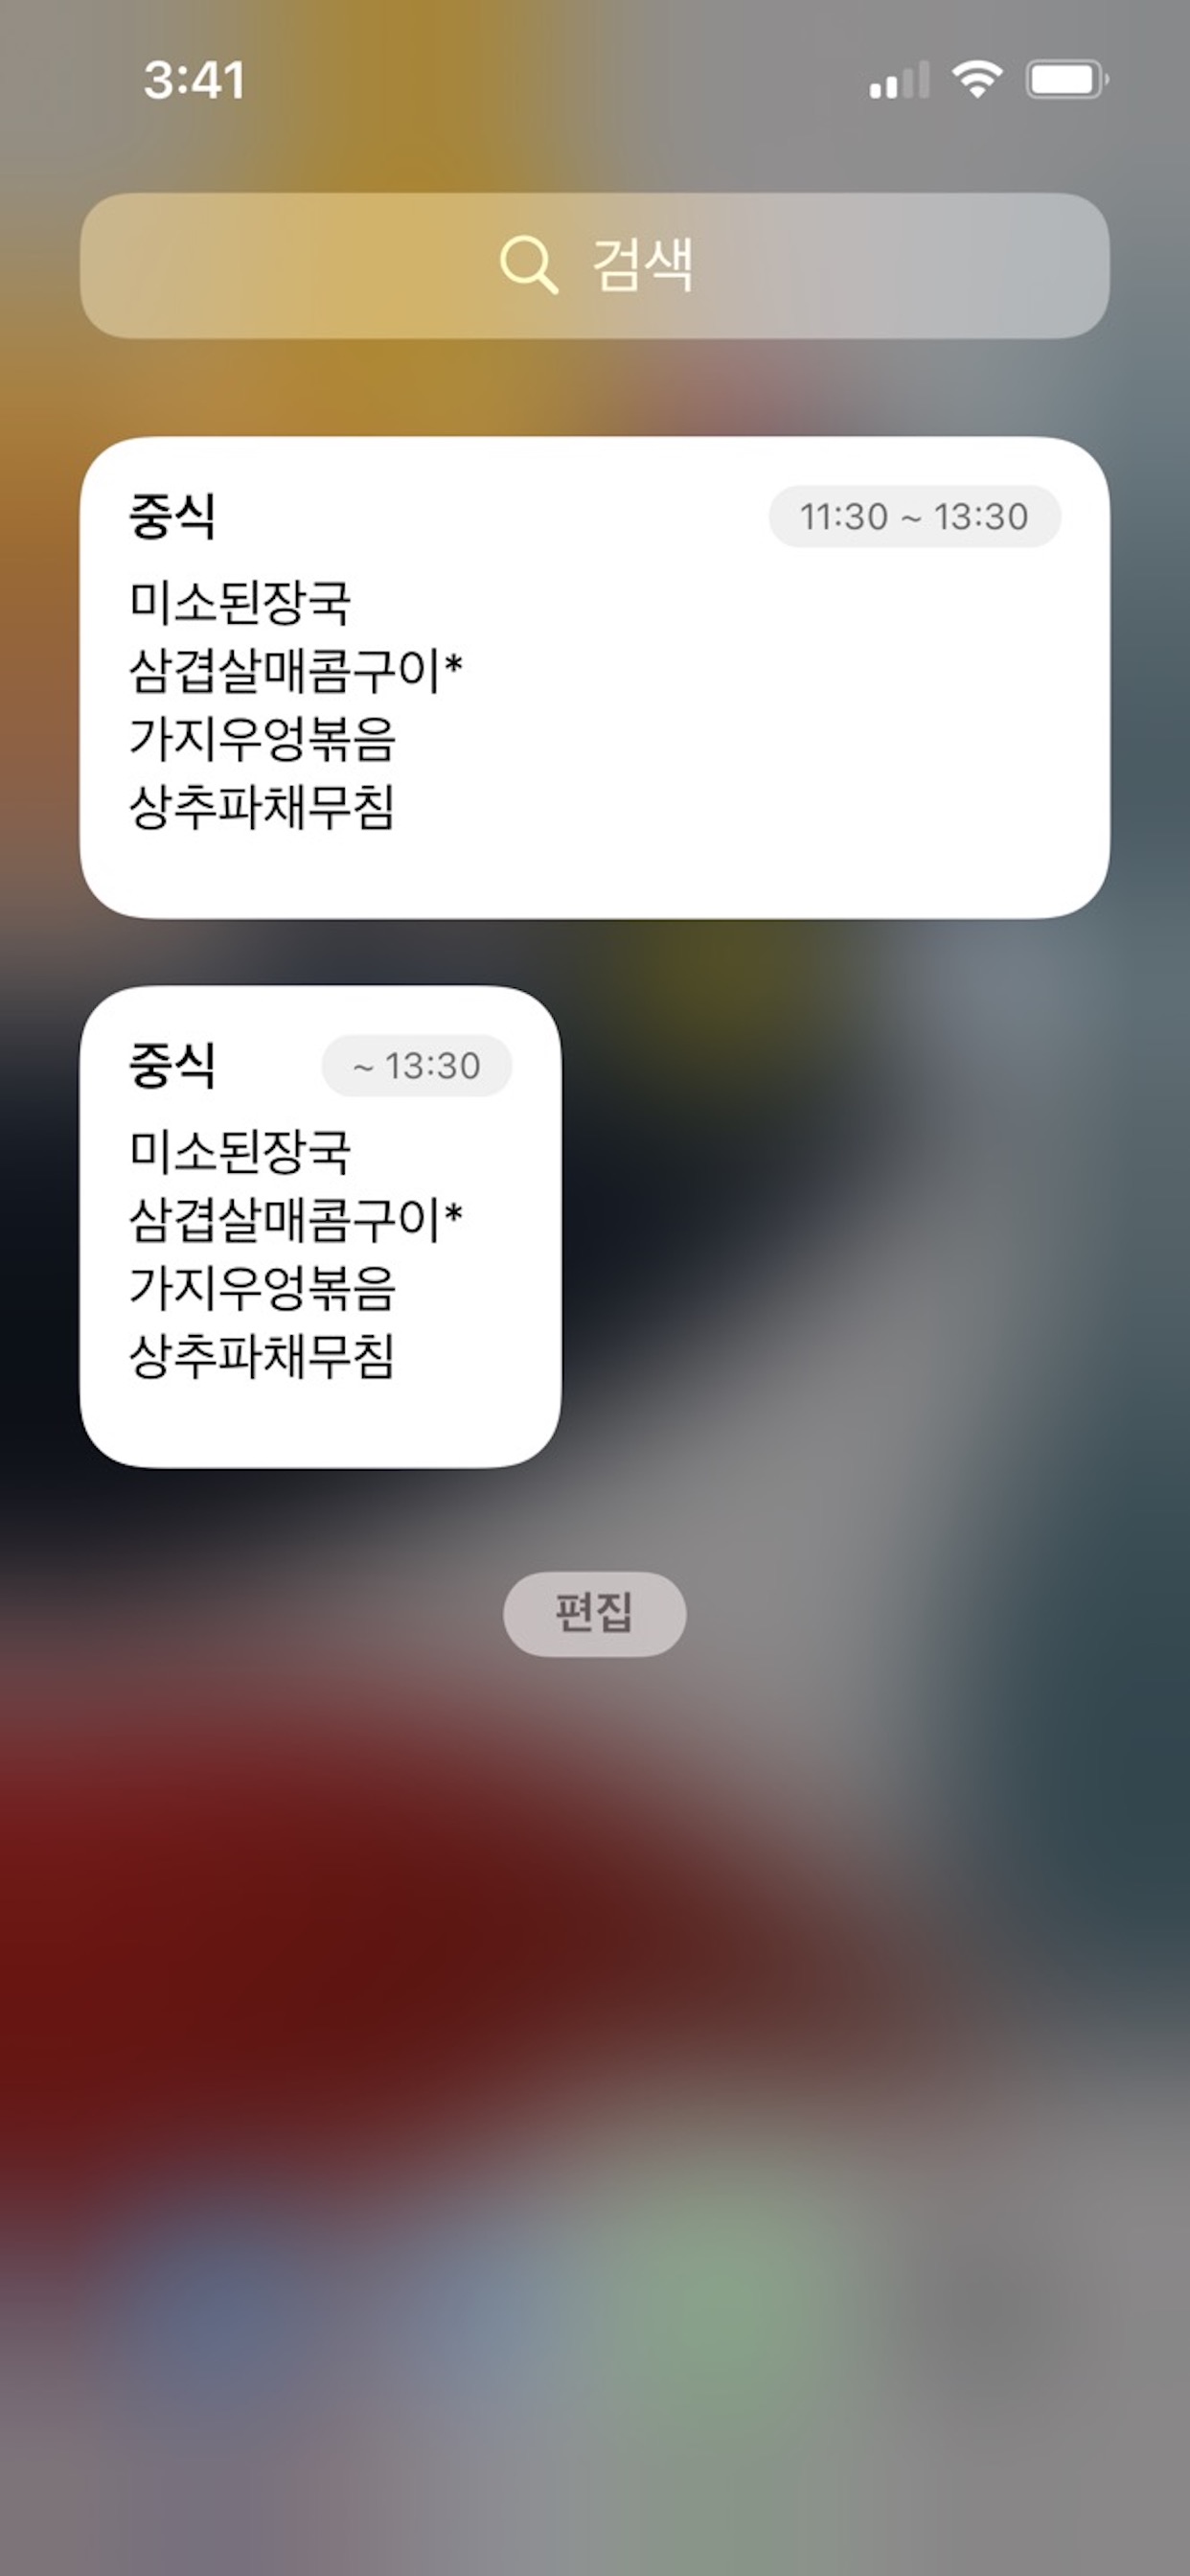 3:41
검색
중식 11:30 ~ 13:30
미소된장국
삼겹살매콤구이*
가지우엉볶음
상추파채무침
중식 ~ 13:30
미소된장국
삼겹살매콤구이*
가지우엉볶음
상추파채무침
편집